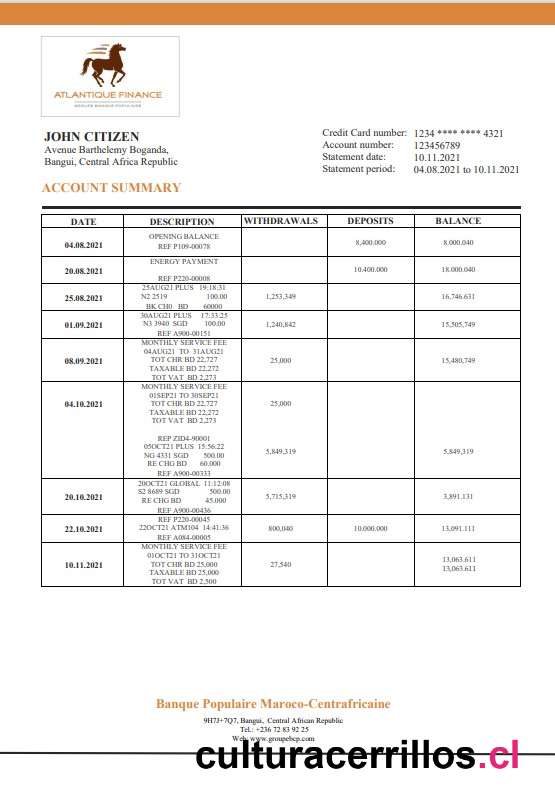 ATLANTIQUE FINANCE
GROUPE BANQUE POPULAIRE
JOHN CITIZEN
Avenue Barthelemy Boganda,
Bangui, Central Africa Republic
Credit Card number: 1234 **** **** 4321
Account number: 123456789
Statement date: 10.11.2021
Statement period: 04.08.2021 to 10.11.2021
ACCOUNT SUMMARY
DATE DESCRIPTION WITHDRAWALS DEPOSITS BALANCE
OPENING BALANCE
04.08.2021 REF P109-00078 8,400.000 8.000.040
ENERGY PAYMENT
20.08.2021 10.400.000 18.000.040
REF P220-00008
25AUG21 PLUS 19:18:31
25.08.2021 N2 2519 100.00 1,253,349 16,746.631
BK CH0 BD 60000
30AUG21 PLUS 17:33.25
01.09.2021 N3 3940 SGD 100.00 1,240,842 15,505,749
REF A900-00151
MONTHLY SERVICE FEE
04AUG21 TO 31AUG21
08.09.2021 TOT CHR BD 22,727 25,000 15,480,749
TAXABLE BD 22,272
TOT VAT BD 2,273
MONTHLY SERVICE FEE
01SEP21 TO 30SEP21
04.10.2021 TOT CHR BD 22,727 25,000
TAXABLE BD 22,272
TOT VAT BD 2,273
REP ZID4-90001
05OCT21 PLUS 15:56:22
NG 4331 SGD 500.00 5,849,319 5,849,319
RE CHG BD 60.000
REF A900-00333
20OCT21 GLOBAL 11:12:08
S2 8689 SGD 500.00
20.10.2021 RE CHG BD 45.000 5,715,319 3,891.131
REF A900-00436
REF P220-00045
22.10.2021 22OCT21 ATM104 14:41:36 800,040 10.000.000 13,091.111
REF A084-00005
MONTHLY SERVICE FEE
01OCT21 TO 31OCT21
10.11.2021 TOT CHR BD 25,000 27,540 13,063.611
TAXABLE BD 25,000 13,063.611
TOT VAT BD 2,500
Banque Populaire Maroco-Centrafricaine
9H7J+7Q7, Bangui, Central African Republic
Tel.: +236 72 83 92 25
Web: www.groupebcp.com
culturacerrillos.cl